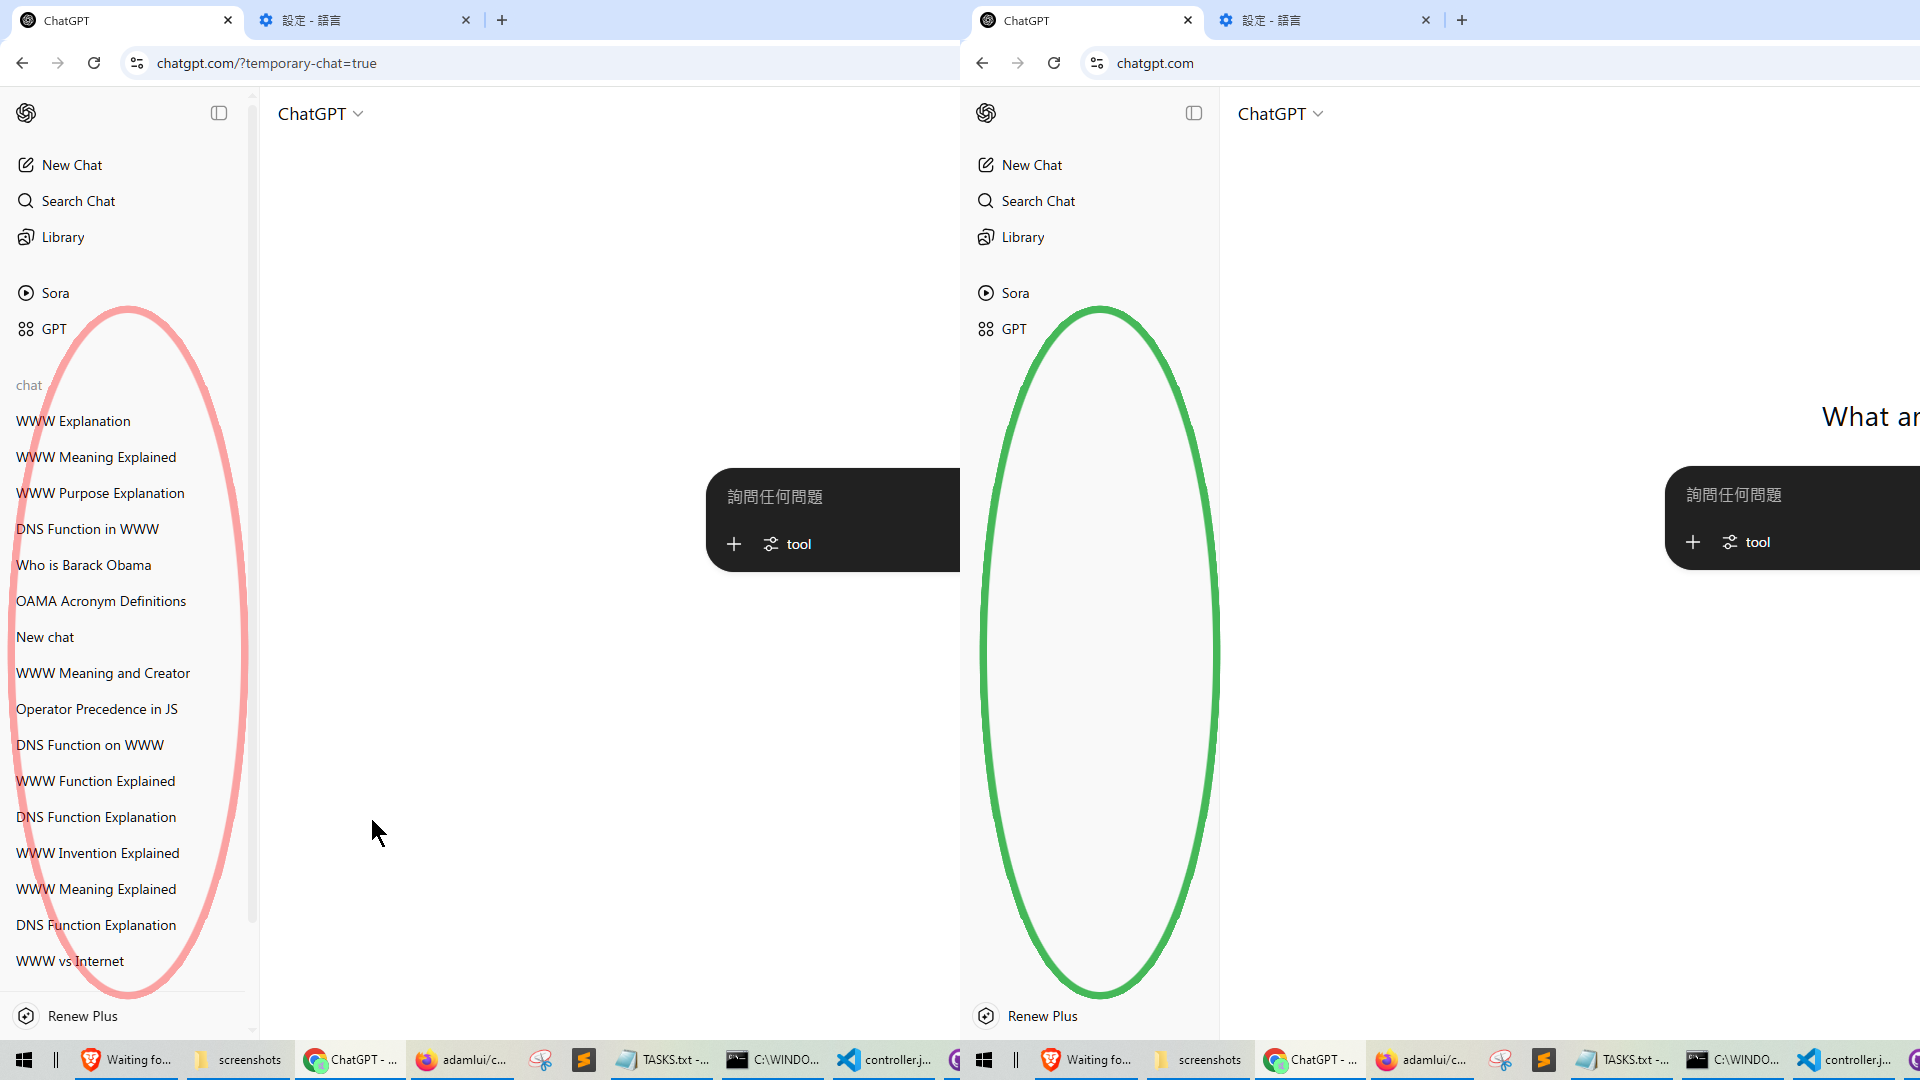 ChatGPT
設定 - 語言
chatgpt.com/?temporary-chat=true
ChatGPT
New Chat
Search Chat
Library
Sora
GPT
chat
WWW Explanation
WWW Meaning Explained
WWW Purpose Explanation
DNS Function in WWW
Who is Barack Obama
OAMA Acronym Definitions
New chat
WWW Meaning and Creator
Operator Precedence in JS
DNS Function on WWW
WWW Function Explained
DNS Function Explanation
WWW Invention Explained
WWW Meaning Explained
DNS Function Explanation
WWW vs Internet
Renew Plus
詢問任何問題
tool
Waiting fo...
screenshots
ChatGPT - ...
adamlui/c...
TASKS.txt -...
C:\WINDO...
controller.j...
ChatGPT
設定 - 語言
chatgpt.com
ChatGPT
New Chat
Search Chat
Library
Sora
GPT
What ar
詢問任何問題
tool
Renew Plus
Waiting fo...
screenshots
ChatGPT - ...
adamlui/c...
TASKS.txt -...
C:\WINDO...
controller.j...